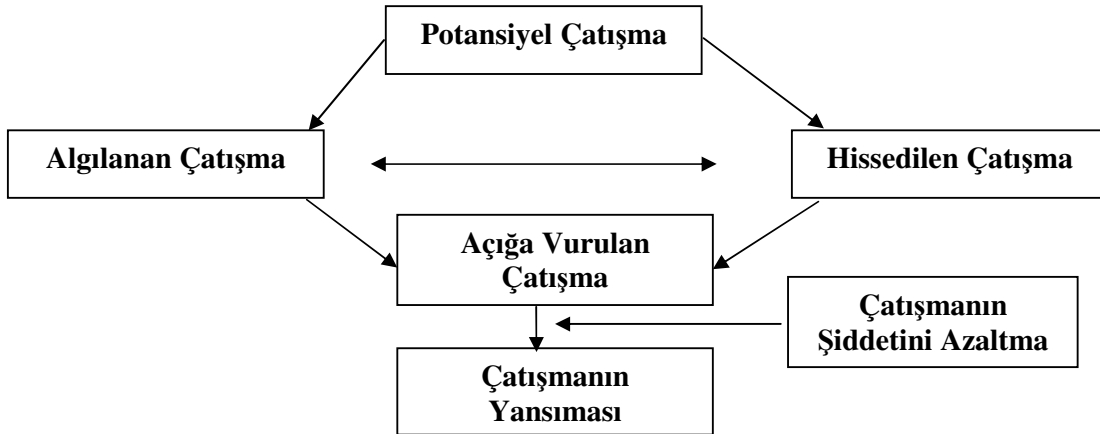 Potansiyel Çatışma
Algılanan Çatışma
Hissedilen Çatışma
Açığa Vurulan
Çatışma
Çatışmanın
Şiddetini Azaltma
Çatışmanın
Yansıması